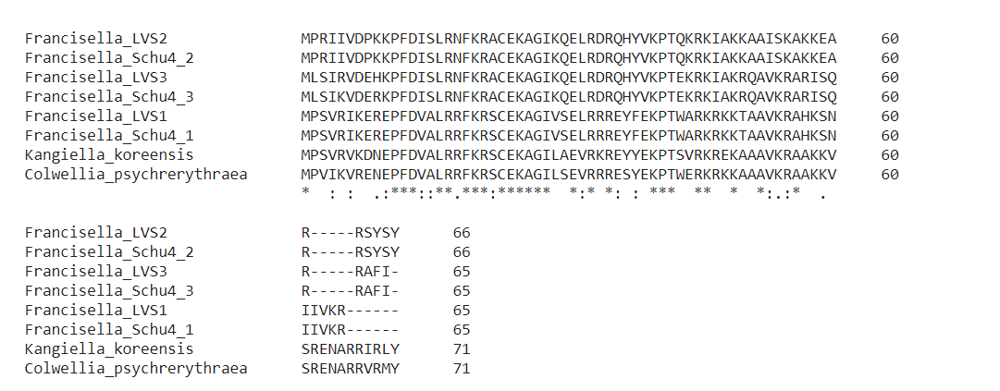 Francisella_LVS2 MPRIIVDPKKPFDISLRNFKRACEKAGIKQELRDRQHYVKPTQKRKIAKKAAISKAKKEA 60
Francisella_Schu4_2 MPRIIVDPKKPFDISLRNFKRACEKAGIKQELRDRQHYVKPTQKRKIAKKAAISKAKKEA 60
Francisella_LVS3 MLSIRVDEHKPFDISLRNFKRACEKAGIKQELRDRQHYVKPTEKRKIAKRQAVKRARISQ 60
Francisella_Schu4_3 MLSIKVDERKPFDISLRNFKRACEKAGIKQELRDRQHYVKPTEKRKIAKRQAVKRARISQ 60
Francisella_LVS1 MPSVRIKEREPFDVALRRFKRSCEKAGIVSELRRREYFEKPTWARKRKKTAAVKRAHKSN 60
Francisella_Schu4_1 MPSVRIKEREPFDVALRRFKRSCEKAGIVSELRRREYFEKPTWARKRKKTAAVKRAHKSN 60
Kangiella_koreensis MPSVRVKDNEPFDVALRRFKRSCEKAGILAEVRKREYYEKPTSVRKREKAAAVKRAAKKV 60
Colwellia_psychrerythraea MPVIKVRENEPFDVALRRFKRSCEKAGILSEVRRRESYEKPTWERKRKKAAAVKRAAKKV 60
*  : :  .:***::**.***:******  *:* *: : ***  **  *  *:.:*  .
Francisella_LVS2 R-----RSYSY 66
Francisella_Schu4_2 R-----RSYSY 66
Francisella_LVS3 R-----RAFI- 65
Francisella_Schu4_3 R-----RAFI- 65
Francisella_LVS1 IIVKR------ 65
Francisella_Schu4_1 IIVKR------ 65
Kangiella_koreensis SRENARRIRLY 71
Colwellia_psychrerythraea SRENARRVRMY 71